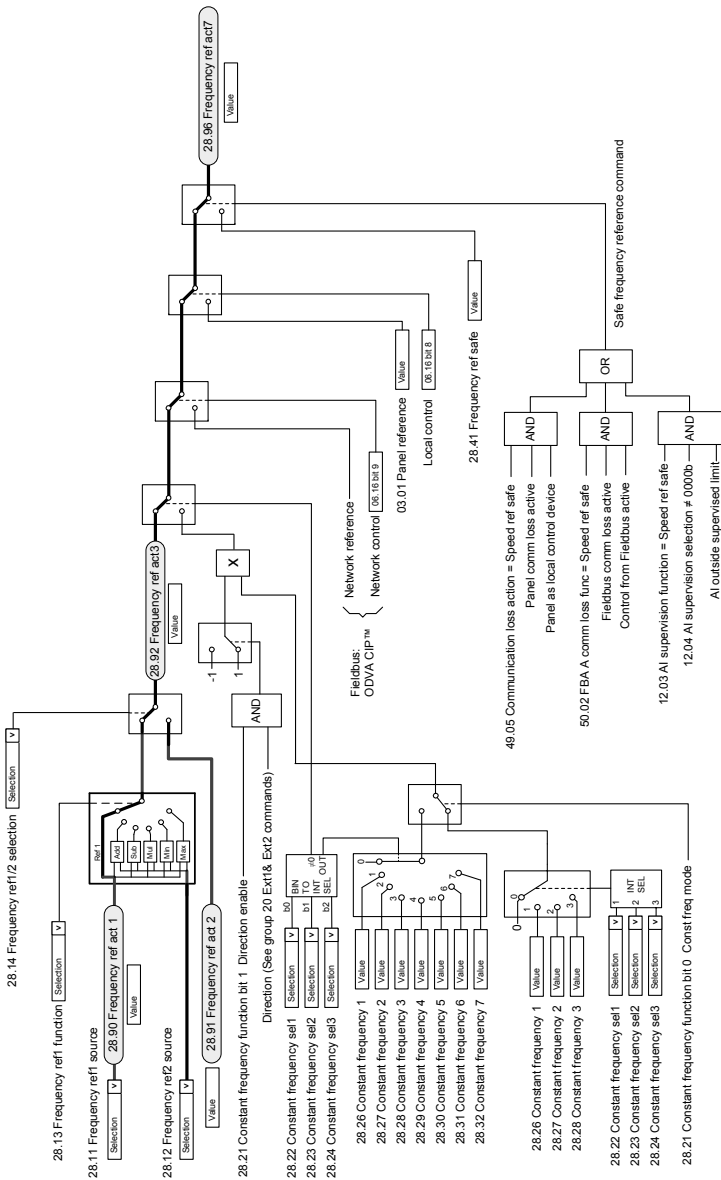 28.14 Frequency ref1/2 selection Selection v
28.13 Frequency ref1 function Selection v
28.11 Frequency ref1 source
Selection v
28.90 Frequency ref act 1
Value
28.12 Frequency ref2 source
Selection v
28.91 Frequency ref act 2
Value
Ref 1
Add
Sub
Mul
Min
Max
28.92 Frequency ref act3
Value
28.96 Frequency ref act7
Value
28.21 Constant frequency function bit 1 Direction enable
Direction (See group 20 Ext1& Ext2 commands)
AND
-1
1
X
28.22 Constant frequency sel1 Selection v
28.23 Constant frequency sel2 Selection v
28.24 Constant frequency sel3 Selection v
b0
b1
b2
BIN
TO
INT
SEL
≠0
OUT
28.26 Constant frequency 1 Value
28.27 Constant frequency 2 Value
28.28 Constant frequency 3 Value
28.29 Constant frequency 4 Value
28.30 Constant frequency 5 Value
28.31 Constant frequency 6 Value
28.32 Constant frequency 7 Value
0
1
2
3
4
5
6
7
28.26 Constant frequency 1 Value
28.27 Constant frequency 2 Value
28.28 Constant frequency 3 Value
0
0
1
2
3
28.22 Constant frequency sel1 Selection v
28.23 Constant frequency sel2 Selection v
28.24 Constant frequency sel3 Selection v
1
2
3
INT
SEL
28.21 Constant frequency function bit 0 Const freq mode
Fieldbus:
ODVA CIP™
Network reference
Network control 06.16 bit 9
03.01 Panel reference Value
Local control 06.16 bit 8
28.41 Frequency ref safe Value
49.05 Communication loss action = Speed ref safe
Panel comm loss active
Panel as local control device
AND
50.02 FBA A comm loss func = Speed ref safe
Fieldbus comm loss active
Control from Fieldbus active
AND
12.03 AI supervision function = Speed ref safe
12.04 AI supervision selection ≠ 0000b
AI outside supervised limit
AND
OR
Safe frequency reference command